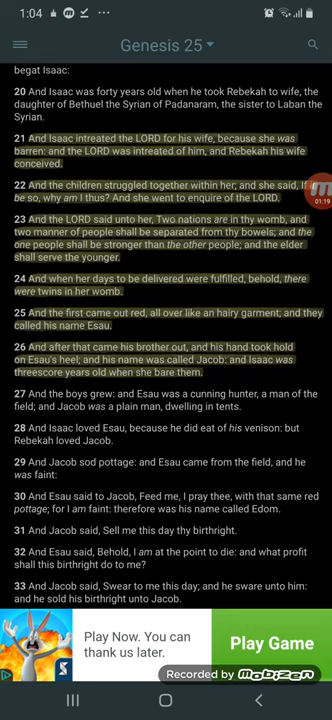 1:04
Genesis 25
begat Isaac:
20 And Isaac was forty years old when he took Rebekah to wife, the
daughter of Bethuel the Syrian of Padanaram, the sister to Laban the
Syrian.
21 And Isaac intreated the LORD for his wife, because she was
barren: and the LORD was intreated of him, and Rebekah his wife
conceived.
22 And the children struggled together within her; and she said, If it
be so, why am I thus? And she went to enquire of the LORD.
01:19
23 And the LORD said unto her, Two nations are in thy womb, and
two manner of people shall be separated from thy bowels; and the
one people shall be stronger than the other people; and the elder
shall serve the younger.
24 And when her days to be delivered were fulfilled, behold, there
were twins in her womb.
25 And the first came out red, all over like an hairy garment; and they
called his name Esau.
26 And after that came his brother out, and his hand took hold
on Esau's heel; and his name was called Jacob: and Isaac was
threescore years old when she bare them.
27 And the boys grew: and Esau was a cunning hunter, a man of the
field; and Jacob was a plain man, dwelling in tents.
28 And Isaac loved Esau, because he did eat of his venison: but
Rebekah loved Jacob.
29 And Jacob sod pottage: and Esau came from the field, and he
was faint:
30 And Esau said to Jacob, Feed me, I pray thee, with that same red
pottage; for I am faint: therefore was his name called Edom.
31 And Jacob said, Sell me this day thy birthright.
32 And Esau said, Behold, I am at the point to die: and what profit
shall this birthright do to me?
33 And Jacob said, Swear to me this day; and he sware unto him:
and he sold his birthright unto Jacob.
Play Now. You can
thank us later.
Play Game
Recorded by mobizen